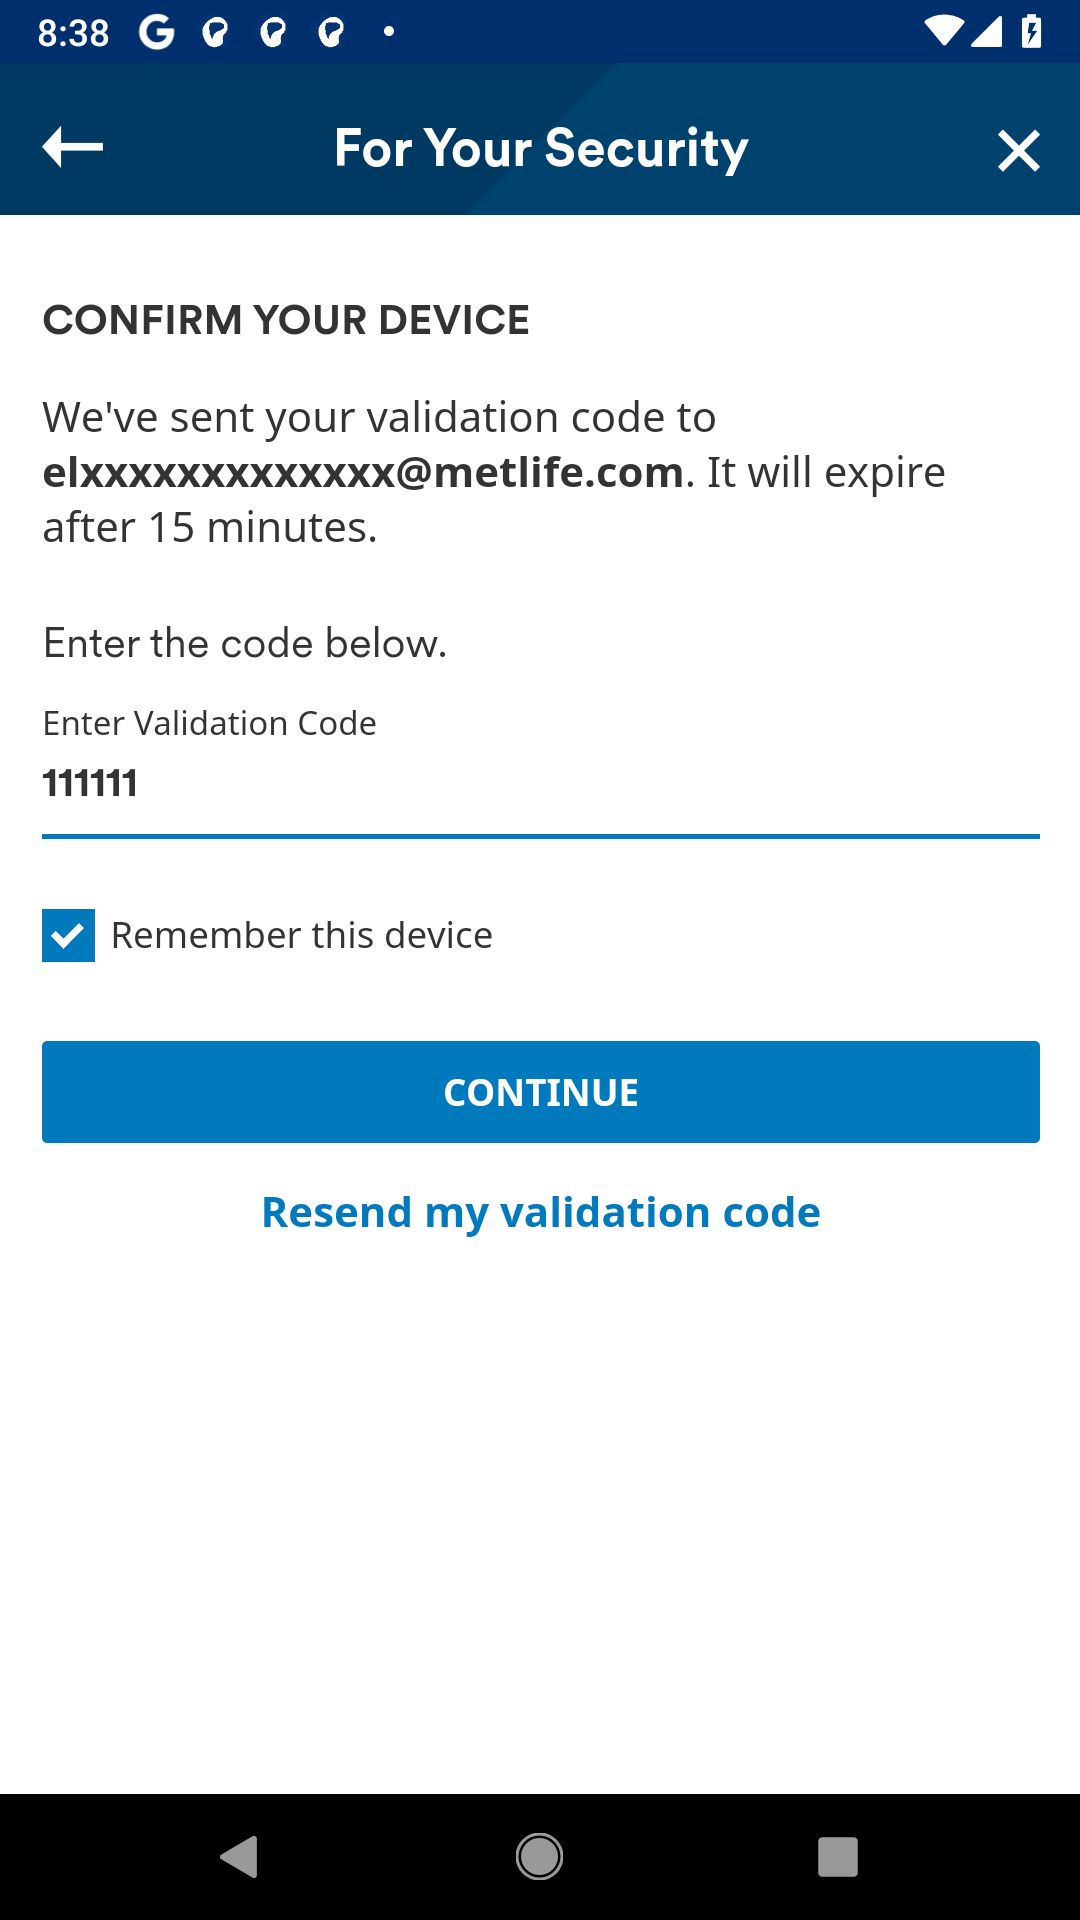 8:38
For Your Security
CONFIRM YOUR DEVICE
We've sent your validation code to
elxxxxxxxxxxxxx@metlife.com. It will expire
after 15 minutes.
Enter the code below.
Enter Validation Code
111111
Remember this device
CONTINUE
Resend my validation code